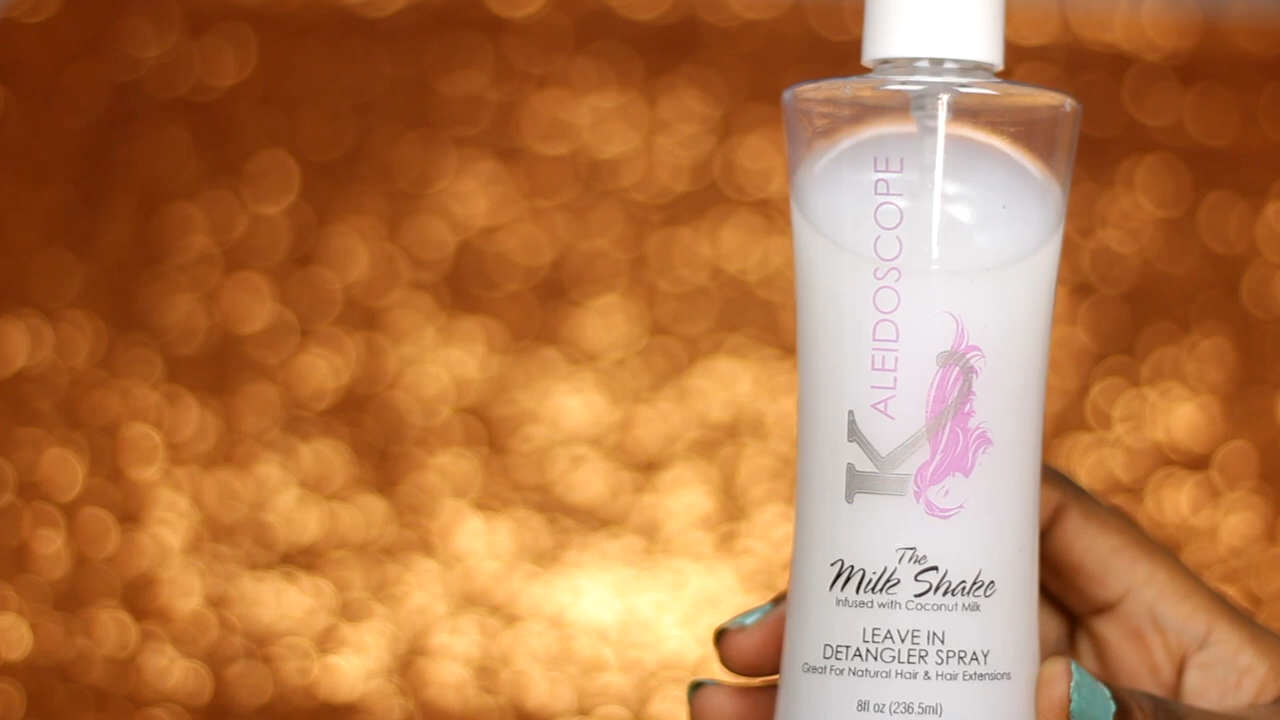 KALEIDOSCOPE
The
Milk Shake
Infused with Coconut Milk
LEAVE IN
DETANGLER SPRAY
Great For Natural Hair & Hair Extensions
8fl oz (236.5ml)